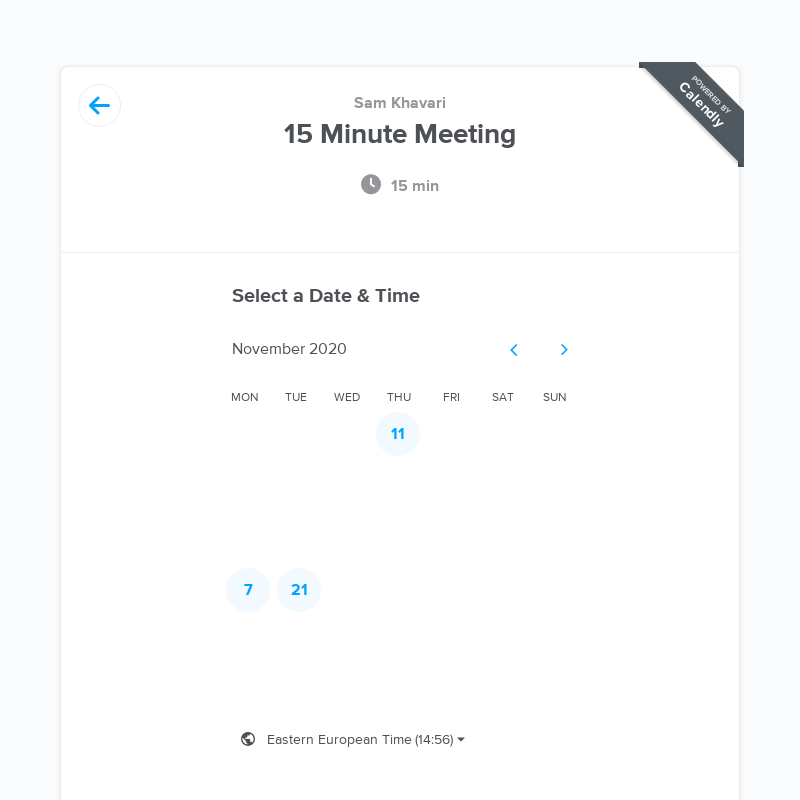 POWERED BY
Calendly
Sam Khavari
15 Minute Meeting
15 min
Select a Date & Time
November 2020
MON TUE WED THU FRI SAT SUN
11
7 21
Eastern European Time (14:56)